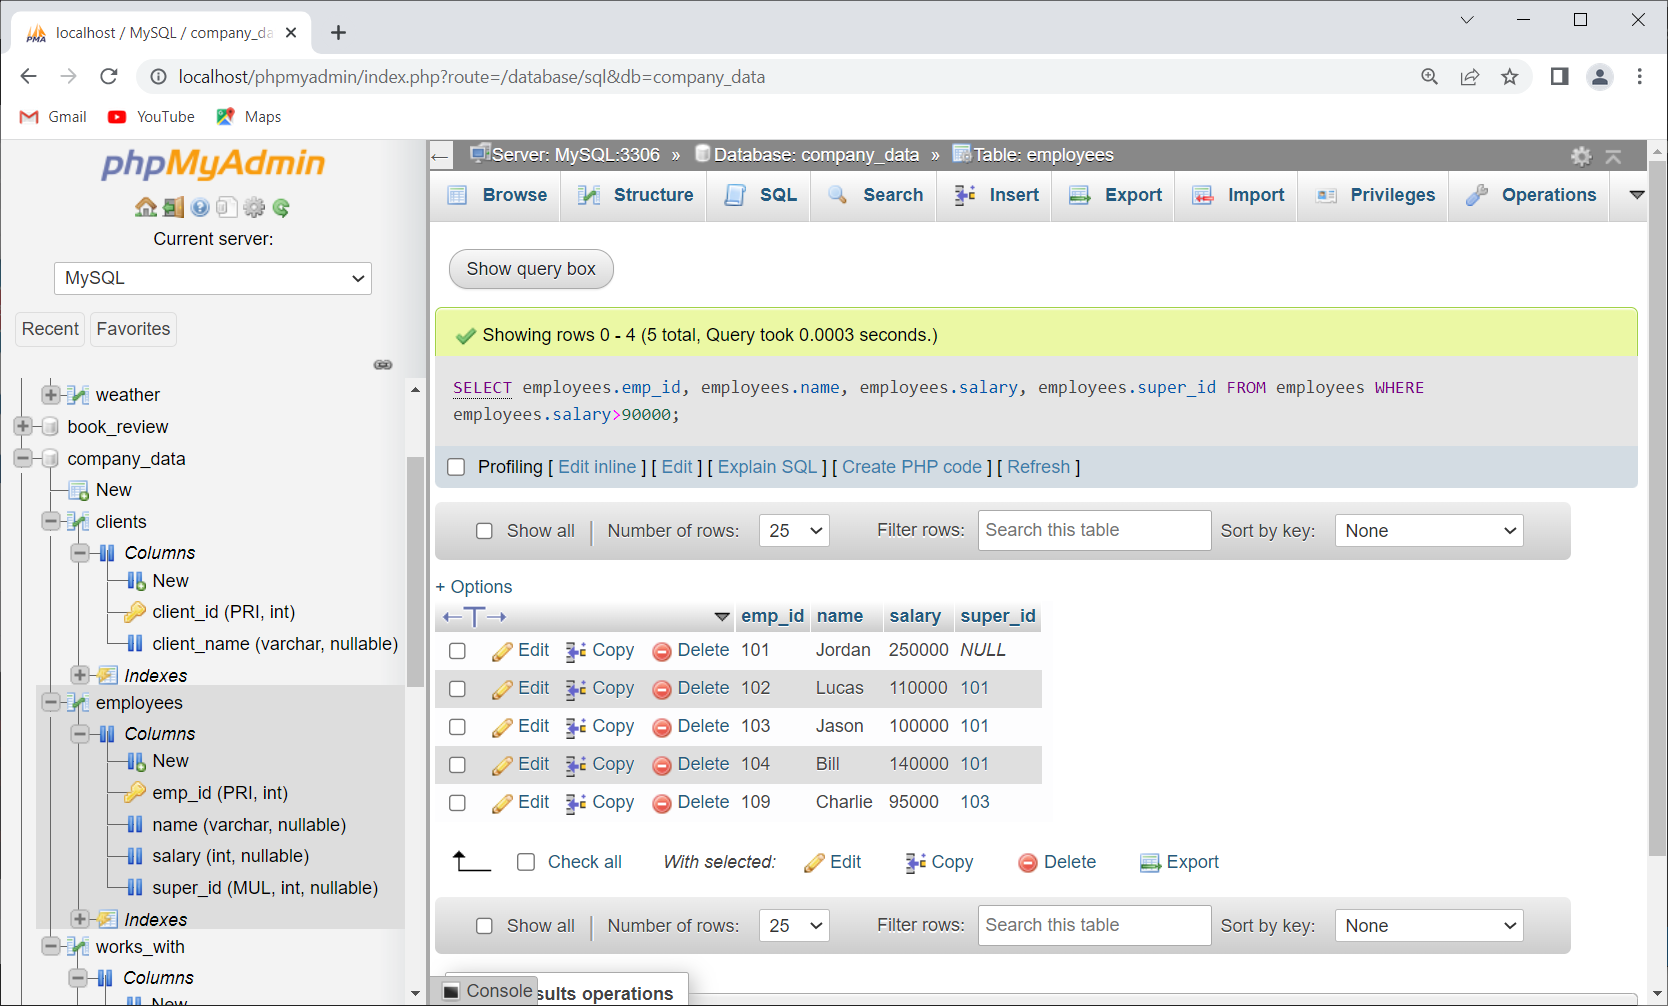 localhost / MySQL / company_da
localhost/phpmyadmin/index.php?route=/database/sql&db=company_data
Gmail YouTube Maps
phpMyAdmin
Current server:
MySQL
Recent Favorites
weather
book_review
company_data
New
clients
Columns
New
client_id (PRI, int)
client_name (varchar, nullable)
Indexes
employees
Columns
New
emp_id (PRI, int)
name (varchar, nullable)
salary (int, nullable)
super_id (MUL, int, nullable)
Indexes
works_with
Columns
New
Server: MySQL:3306 » Database: company_data » Table: employees
Browse Structure SQL Search Insert Export Import Privileges Operations
Show query box
Showing rows 0 - 4 (5 total, Query took 0.0003 seconds.)
SELECT employees.emp_id, employees.name, employees.salary, employees.super_id FROM employees WHERE
employees.salary>90000;
Profiling [ Edit inline ] [ Edit ] [ Explain SQL ] [ Create PHP code ] [ Refresh ]
Show all Number of rows: 25 Filter rows: Search this table Sort by key: None
+ Options
←T→ emp_id name salary super_id
Edit Copy Delete 101 Jordan 250000 NULL
Edit Copy Delete 102 Lucas 110000 101
Edit Copy Delete 103 Jason 100000 101
Edit Copy Delete 104 Bill 140000 101
Edit Copy Delete 109 Charlie 95000 103
Check all With selected: Edit Copy Delete Export
Show all Number of rows: 25 Filter rows: Search this table Sort by key: None
Console sults operations